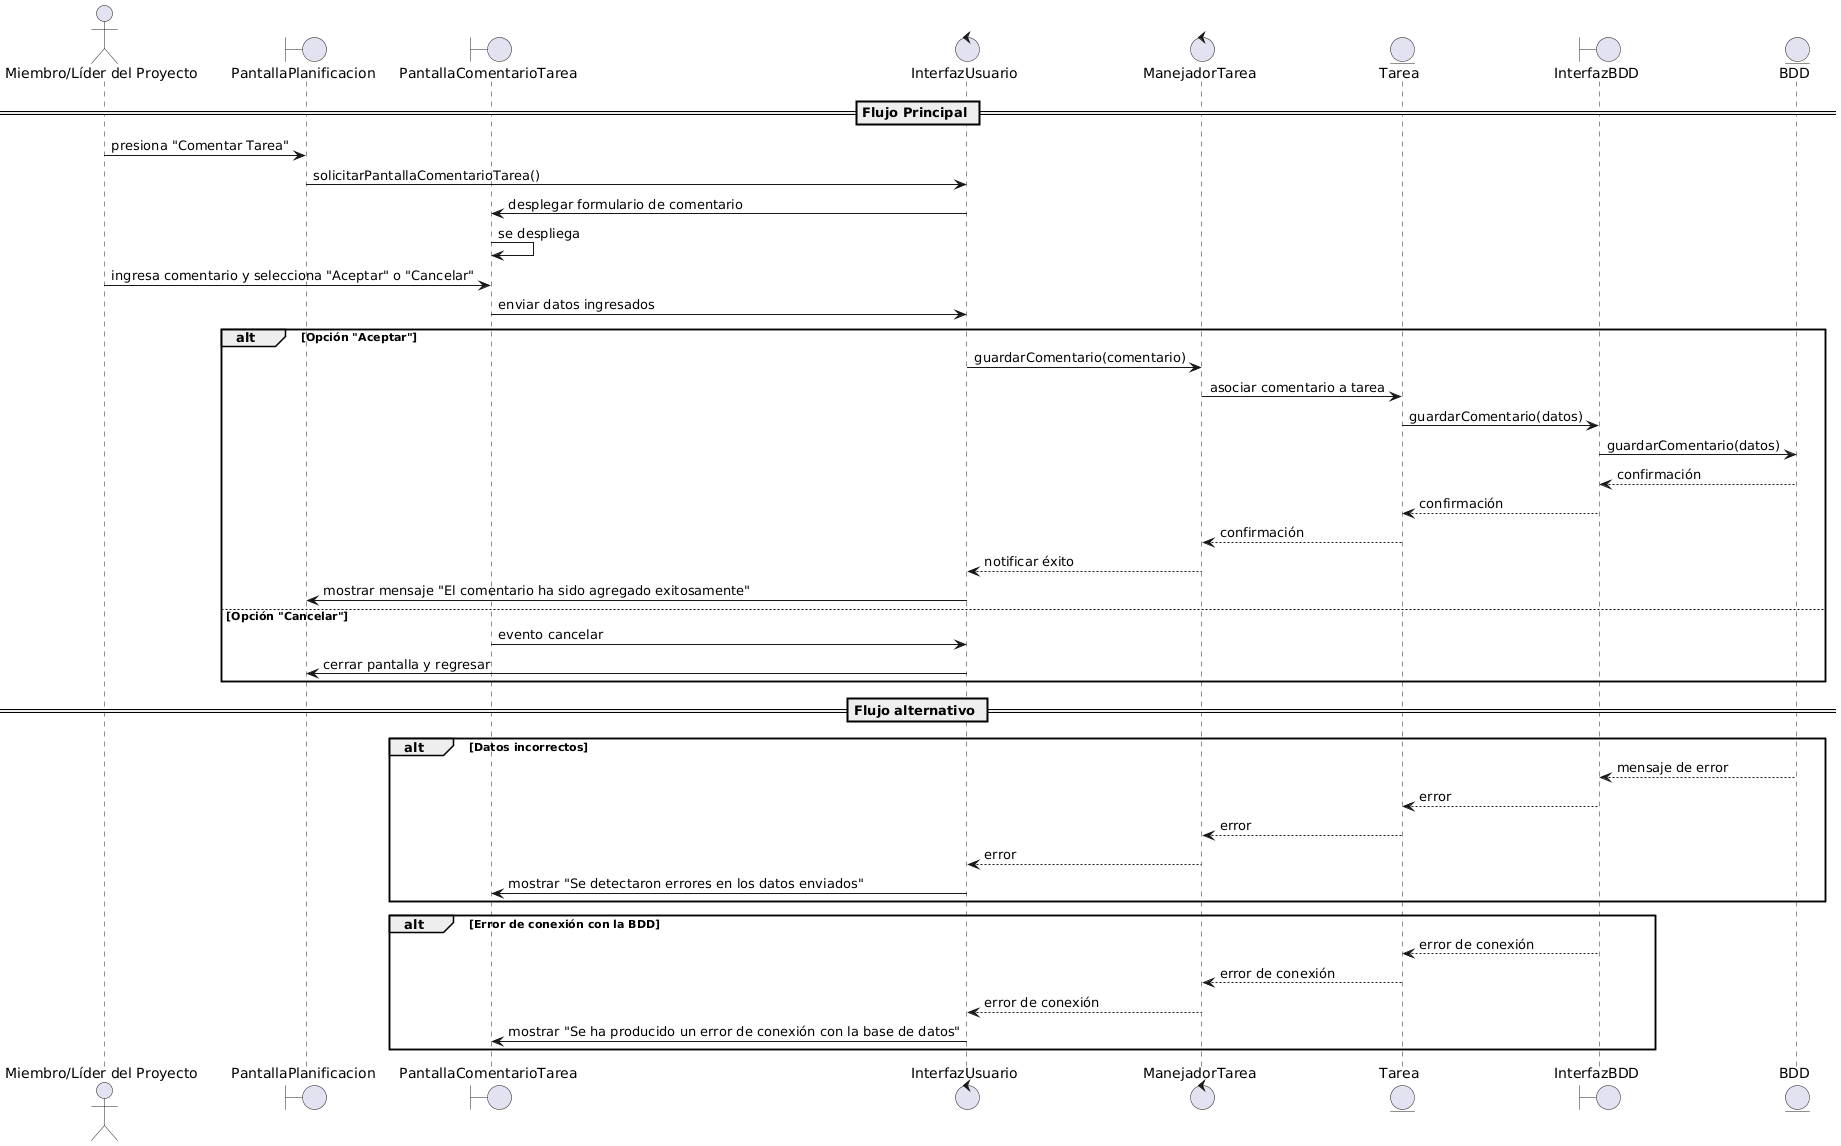 Miembro/Líder del Proyecto
PantallaPlanificacion
PantallaComentarioTarea
InterfazUsuario
ManejadorTarea
Tarea
InterfazBDD
BDD
Flujo Principal
presiona "Comentar Tarea"
solicitarPantallaComentarioTarea()
desplegar formulario de comentario
se despliega
ingresa comentario y selecciona "Aceptar" o "Cancelar"
enviar datos ingresados
alt [Opción "Aceptar"]
guardarComentario(comentario)
asociar comentario a tarea
guardarComentario(datos)
guardarComentario(datos)
confirmación
confirmación
confirmación
notificar éxito
mostrar mensaje "El comentario ha sido agregado exitosamente"
[Opción "Cancelar"]
evento cancelar
cerrar pantalla y regresar
Flujo alternativo
alt [Datos incorrectos]
mensaje de error
error
error
error
mostrar "Se detectaron errores en los datos enviados"
alt [Error de conexión con la BDD]
error de conexión
error de conexión
error de conexión
mostrar "Se ha producido un error de conexión con la base de datos"
Miembro/Líder del Proyecto
PantallaPlanificacion
PantallaComentarioTarea
InterfazUsuario
ManejadorTarea
Tarea
InterfazBDD
BDD